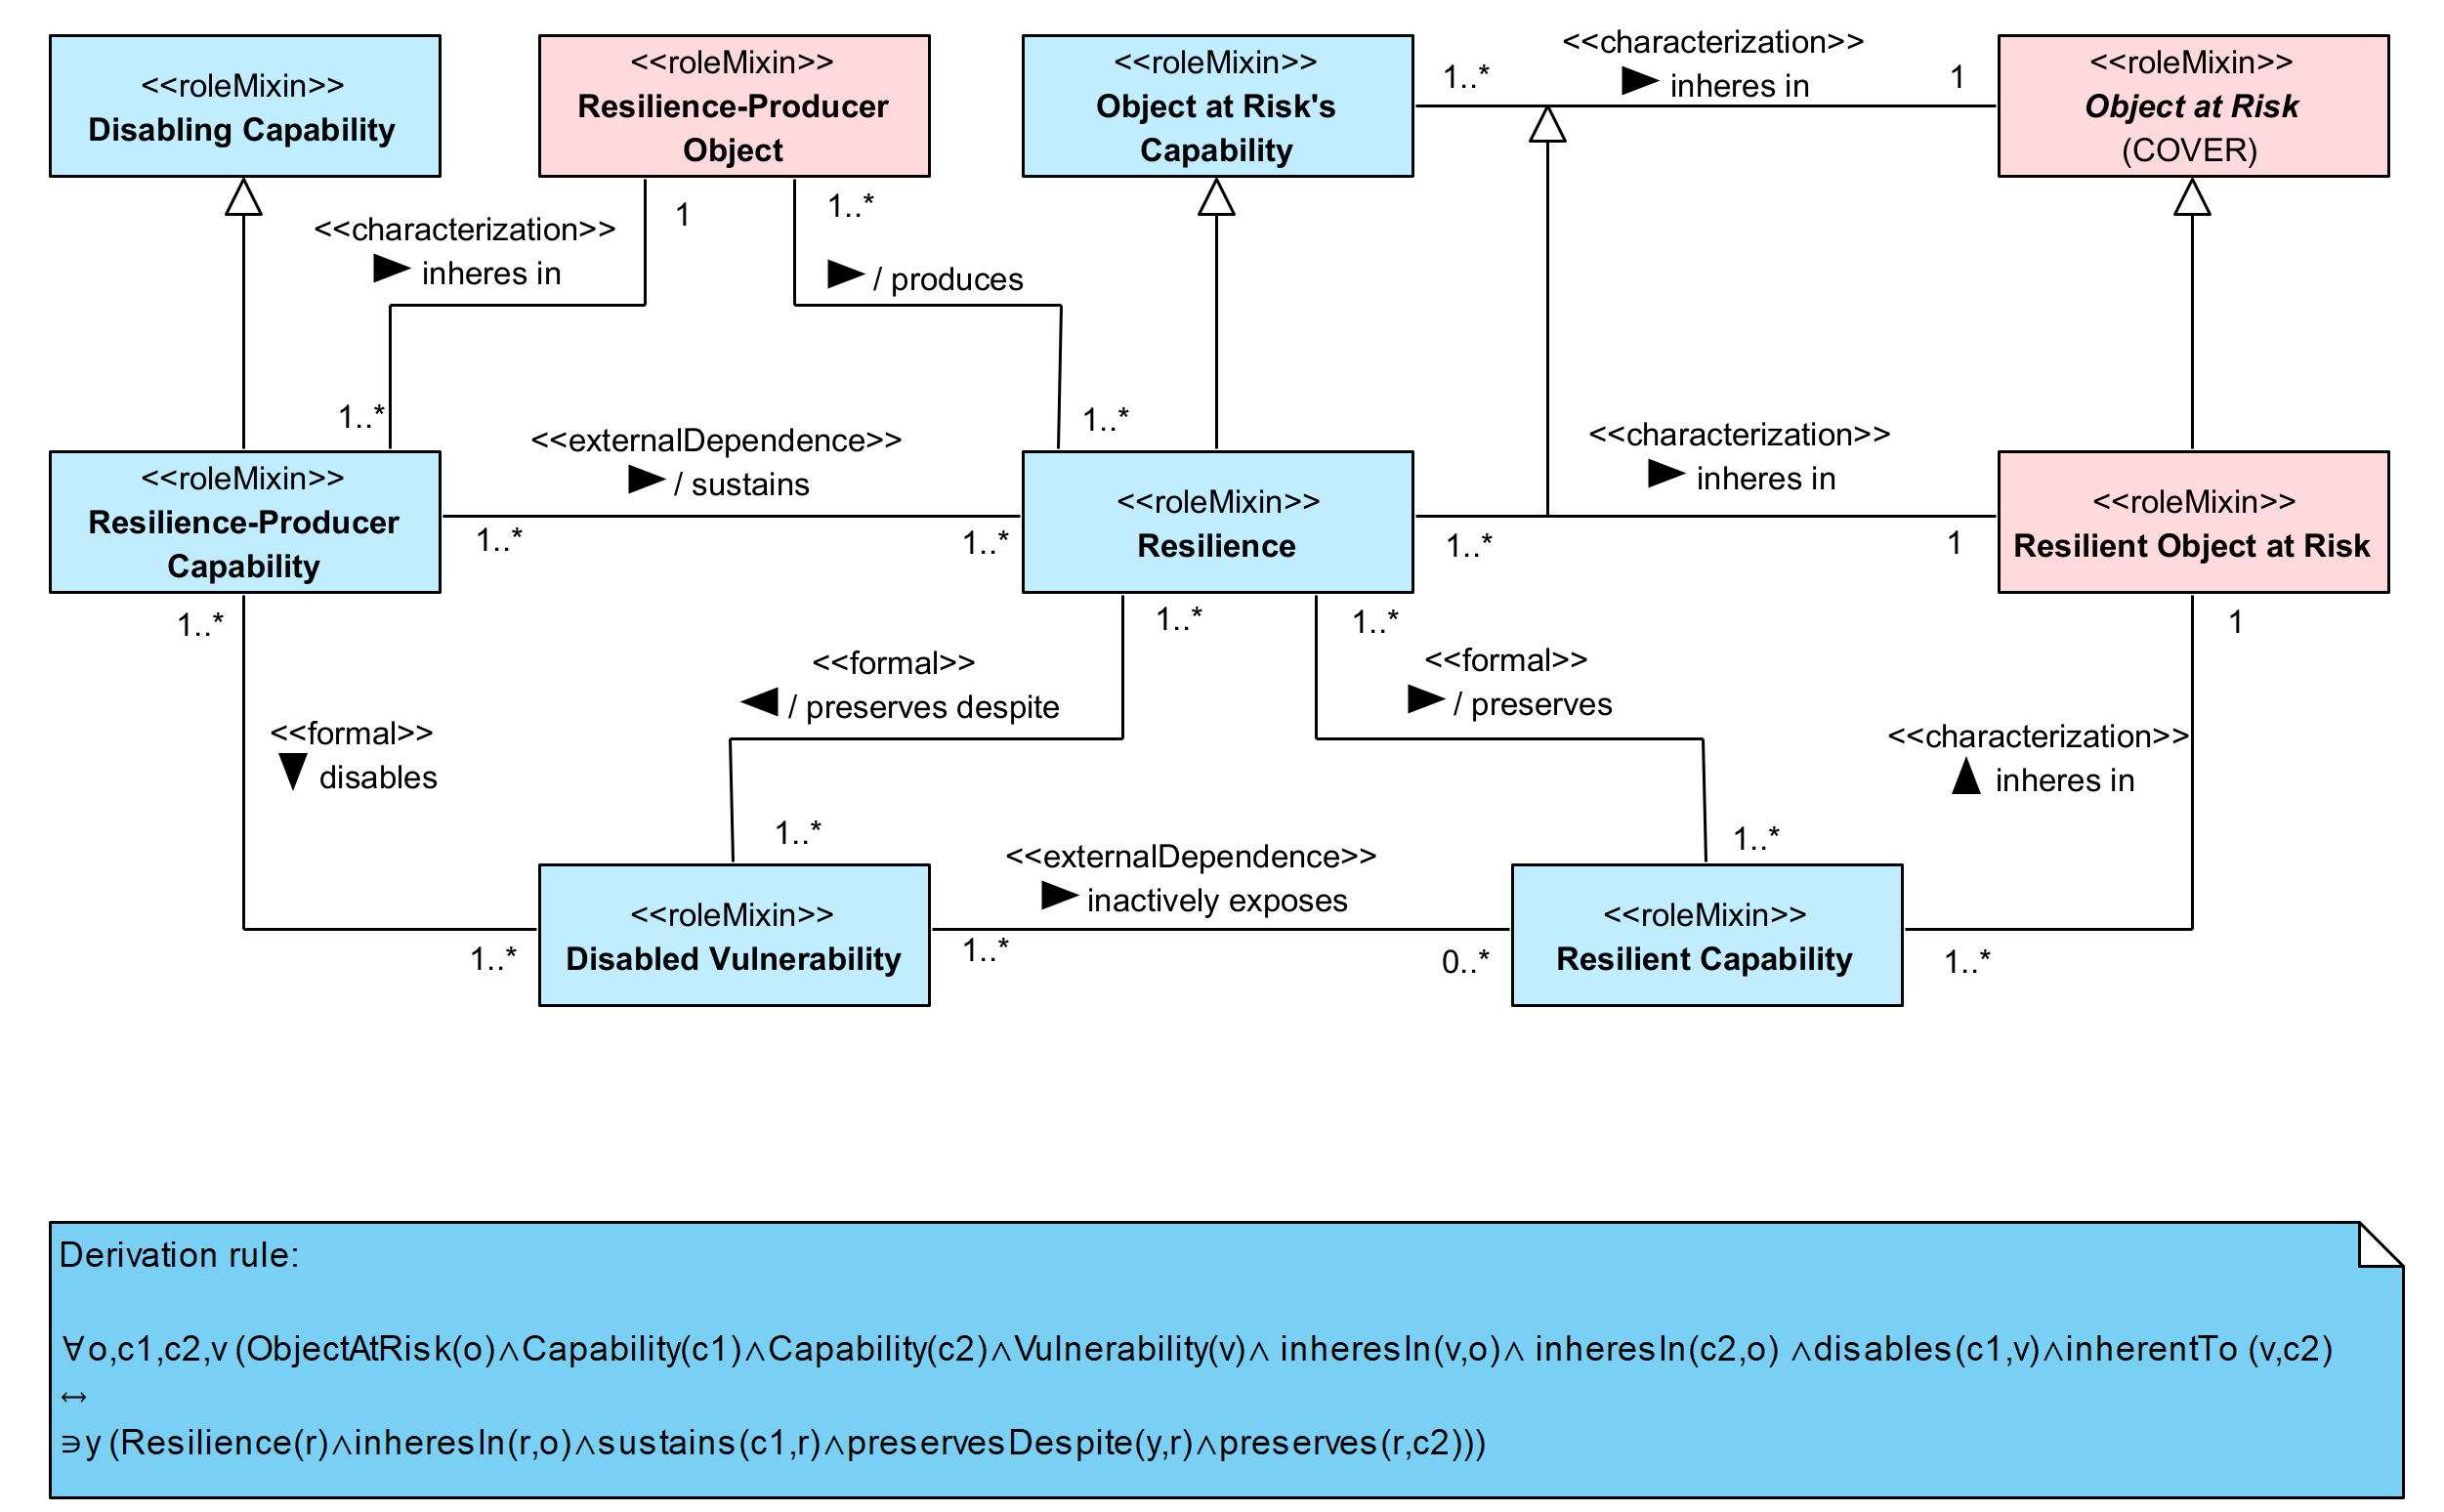 <<roleMixin>>
Disabling Capability
<<roleMixin>>
Resilience-Producer
Object
<<roleMixin>>
Object at Risk's
Capability
<<characterization>>
inheres in
1..*
1
<<roleMixin>>
Object at Risk
(COVER)
<<characterization>>
inheres in
1
1..*
1..*
/ produces
1..*
<<roleMixin>>
Resilience-Producer
Capability
<<externalDependence>>
/ sustains
1..*
1..*
<<roleMixin>>
Resilience
<<characterization>>
inheres in
1..*
1
<<roleMixin>>
Resilient Object at Risk
1..*
<<formal>>
disables
1..*
1..*
<<formal>>
/ preserves despite
1..*
1..*
<<formal>>
/ preserves
1..*
1
<<characterization>>
inheres in
1..*
<<roleMixin>>
Disabled Vulnerability
<<externalDependence>>
inactively exposes
1..*
0..*
<<roleMixin>>
Resilient Capability
Derivation rule:
∀o,c1,c2,v (ObjectAtRisk(o)∧Capability(c1)∧Capability(c2)∧Vulnerability(v)∧ inheresIn(v,o)∧ inheresIn(c2,o) ∧disables(c1,v)∧inherentTo (v,c2)
↔
∋y (Resilience(r)∧inheresIn(r,o)∧sustains(c1,r)∧preservesDespite(y,r)∧preserves(r,c2)))